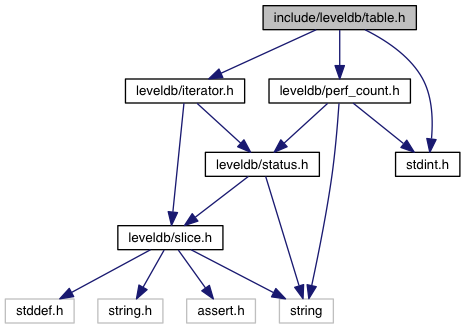 include/leveldb/table.h
leveldb/iterator.h
leveldb/perf_count.h
leveldb/status.h
stdint.h
leveldb/slice.h
stddef.h
string.h
assert.h
string